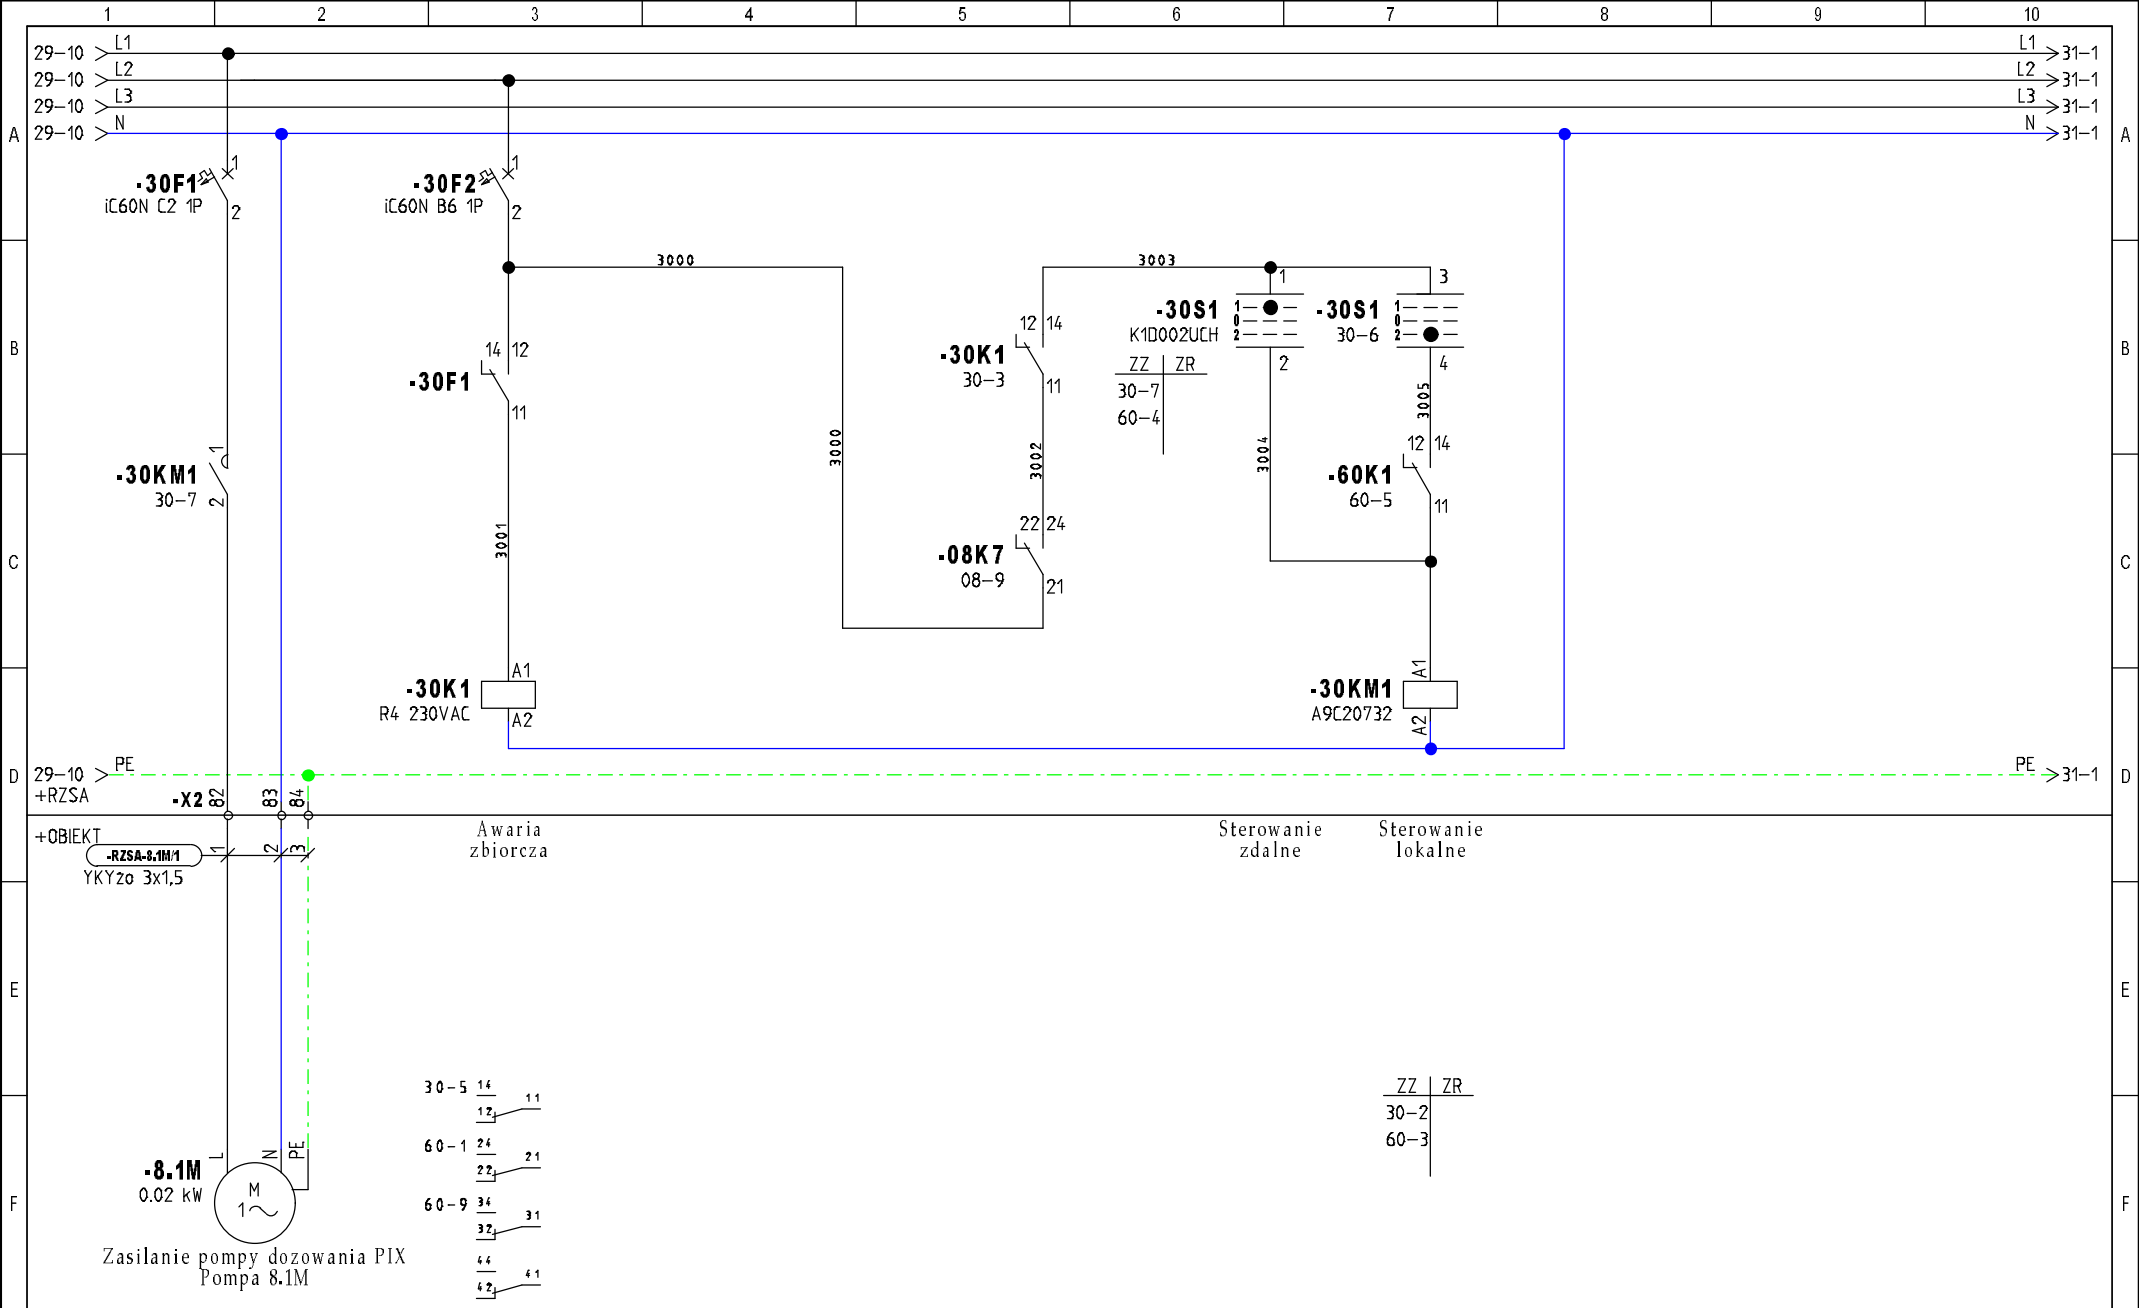 1 2 3 4 5 6 7 8 9 10
29-10 L1 L1 31-1
29-10 L2 L2 31-1
29-10 L3 L3 31-1
A 29-10 N N 31-1 A
1 1
-30F1 -30F2
iC60N C2 1P 2 iC60N B6 1P 2
3000 3003
1 3
-30S1 1 -30S1 1
0 0
K1D002UCH 2 30-6 2
12 14
B 14 12 -30K1 B
30-3 11
2 4
ZZ ZR
-30F1
30-7
11
60-4
3005
3000
3002
3004
12 14
1
-30KM1
30-7 2
-60K1
60-5 11
22 24
3001
-08K7
C 08-9 21 C
A1 A1
-30K1 -30KM1
R4 230VAC A2 A9C20732 A2
D 29-10 PE PE 31-1 D
+RZSA
-X2 82 83 84
+OBIEKT
Awaria
zbiorcza
Sterowanie
zdalne
Sterowanie
lokalne
-RZSA-8.1M/1 1 2 3
YKYżo 3x1,5
E E
30-5 14
12 11
60-1 24
22 21
60-9 34
32 31
44
42 41
ZZ ZR
30-2
60-3
L N PE
-8.1M
0.02 kW
M
1
F F
Zasilanie pompy dozowania PIX
Pompa 8.1M